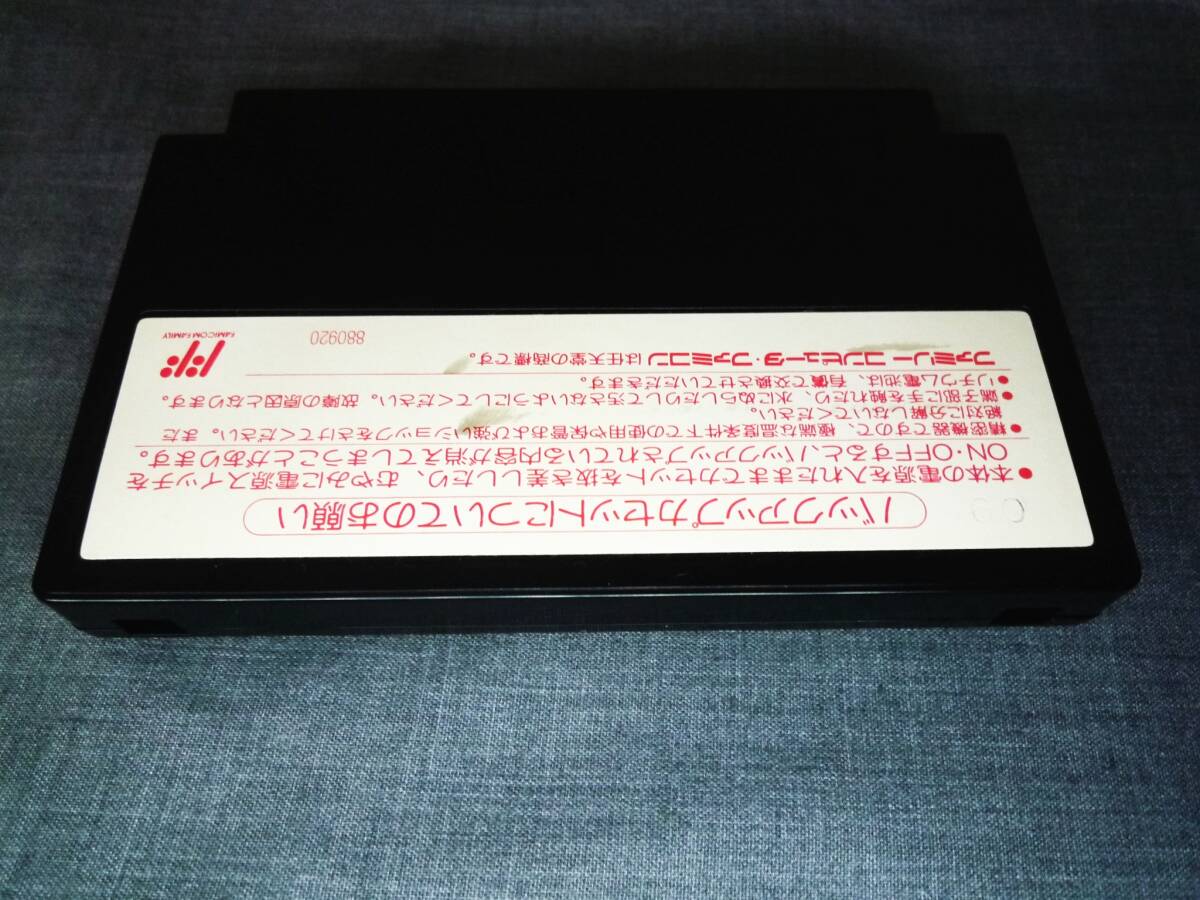 バックアップカセットについてのお願い
●本体の電源を入れたままでカセットを抜き差ししたり、むやみに電源スイッチを
ON・OFFすると、バックアップされている内容が消えてしまうことがあります。
●精密機器ですので、極端な温度条件下での使用や保管および強いショックをさけてください。また
絶対に分解しないでください。
●端子部に手を触れたり、水にぬらしたりして汚さないようにしてください。故障の原因となります。
●リチウム電池は、有償で交換させていただきます。
ファミリーコンピュータ・ファミコンは任天堂の商標です。
880920
FAMICOM FAMILY